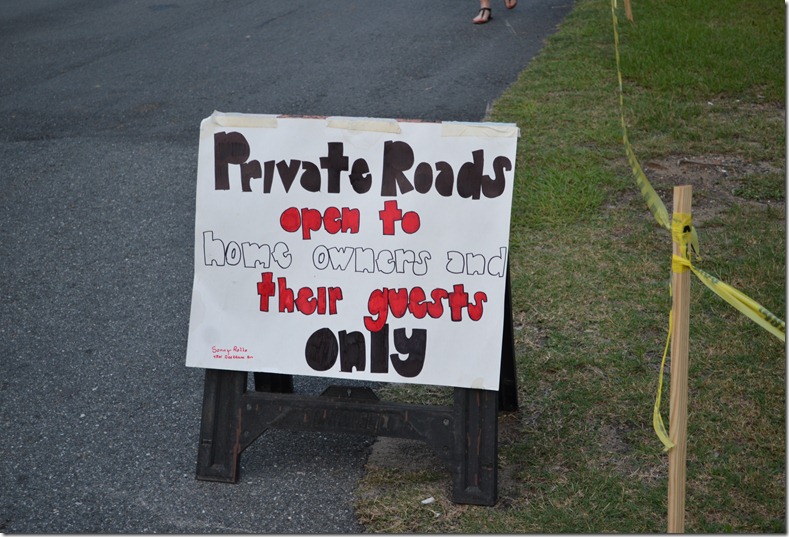 Private Roads
open to
home owners and
their guests
only